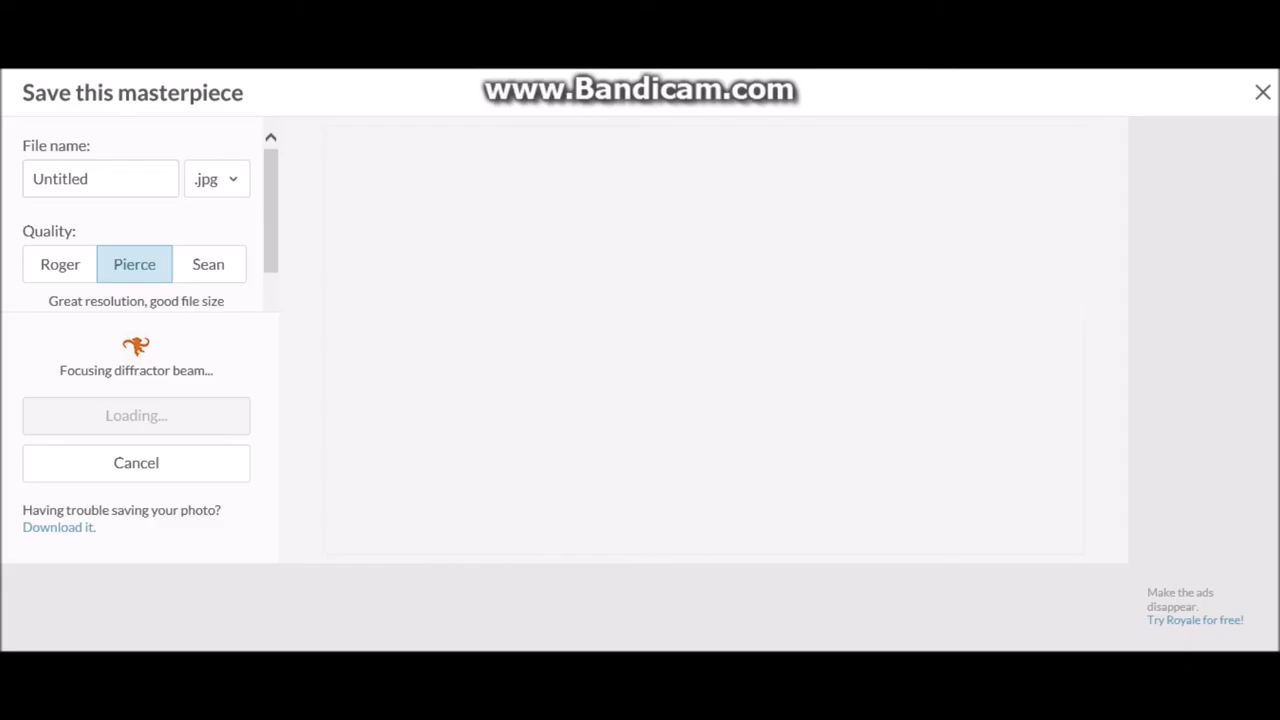 www.Bandicam.com
Save this masterpiece
File name:
Untitled
.jpg
Quality:
Roger
Pierce
Sean
Great resolution, good file size
Focusing diffractor beam...
Loading...
Cancel
Having trouble saving your photo?
Download it.
Make the ads
disappear.
Try Royale for free!